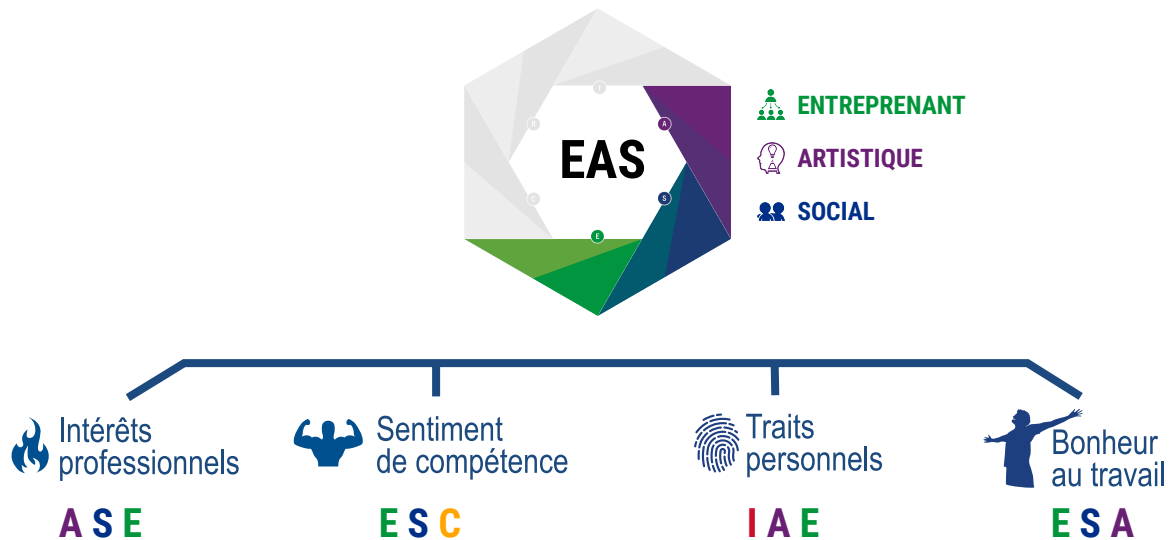 I
R
A
EAS
C
S
E
ENTREPRENANT
ARTISTIQUE
SOCIAL
Intérêts
professionnels
A S E
Sentiment
de compétence
E S C
Traits
personnels
I A E
Bonheur
au travail
E S A